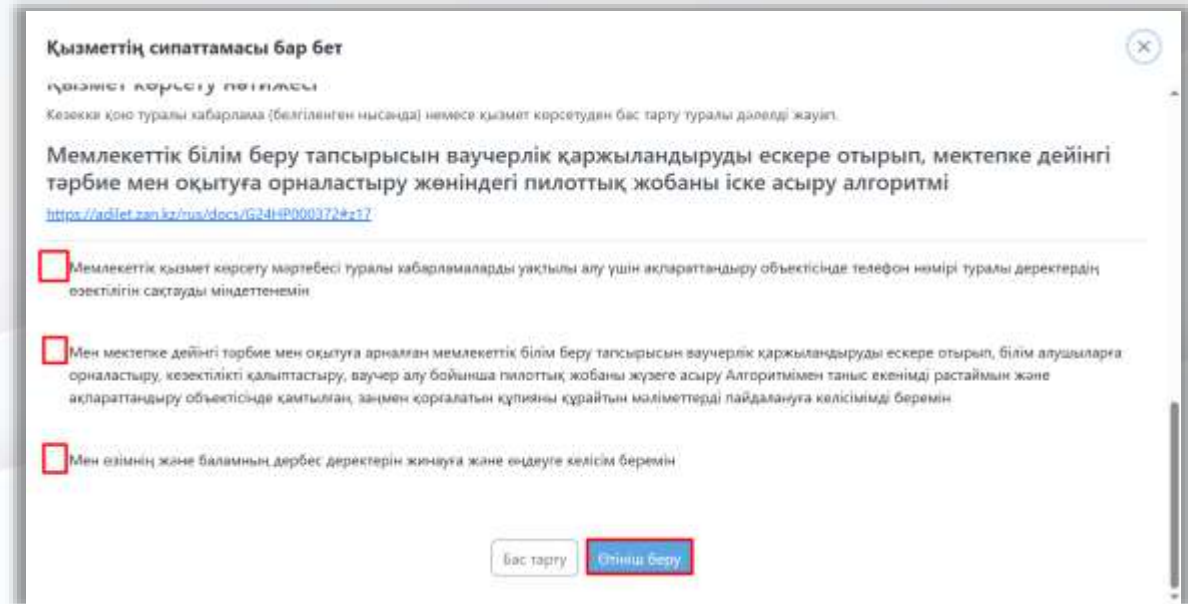 Қызметтің сипаттамасы бар бет
Қызмет көрсету нәтижесі
Кезекке қою туралы хабарлама (белгіленген нысанда) немесе қызмет көрсетуден бас тарту туралы дәлелді жауап.
Мемлекеттік білім беру тапсырысын ваучерлік қаржыландыруды ескере отырып, мектепке дейінгі
тәрбие мен оқытуға орналастыру жөніндегі пилоттық жобаны іске асыру алгоритмі
https://adilet.zan.kz/rus/docs/G24HP000372#z17
Мемлекеттік қызмет көрсету мәртебесі туралы хабарламаларды уақтылы алу үшін ақпараттандыру объектісінде телефон нөмірі туралы деректердің
өзектілігін сақтауды міндеттенемін
Мен мектепке дейінгі тәрбие мен оқытуға арналған мемлекеттік білім беру тапсырысын ваучерлік қаржыландыруды ескере отырып, білім алушыларға
орналастыру, кезектілікті қалыптастыру, ваучер алу бойынша пилоттық жобаны жүзеге асыру Алгоритмімен таныс екенімді растаймын және
ақпараттандыру объектісінде қамтылған, заңмен қорғалатын құпияны құрайтын мәліметтерді пайдалануға келісімімді беремін
Мен өзімнің және баламның дербес деректерін жинауға және өңдеуге келісім беремін
Бас тарту
Өтініш беру